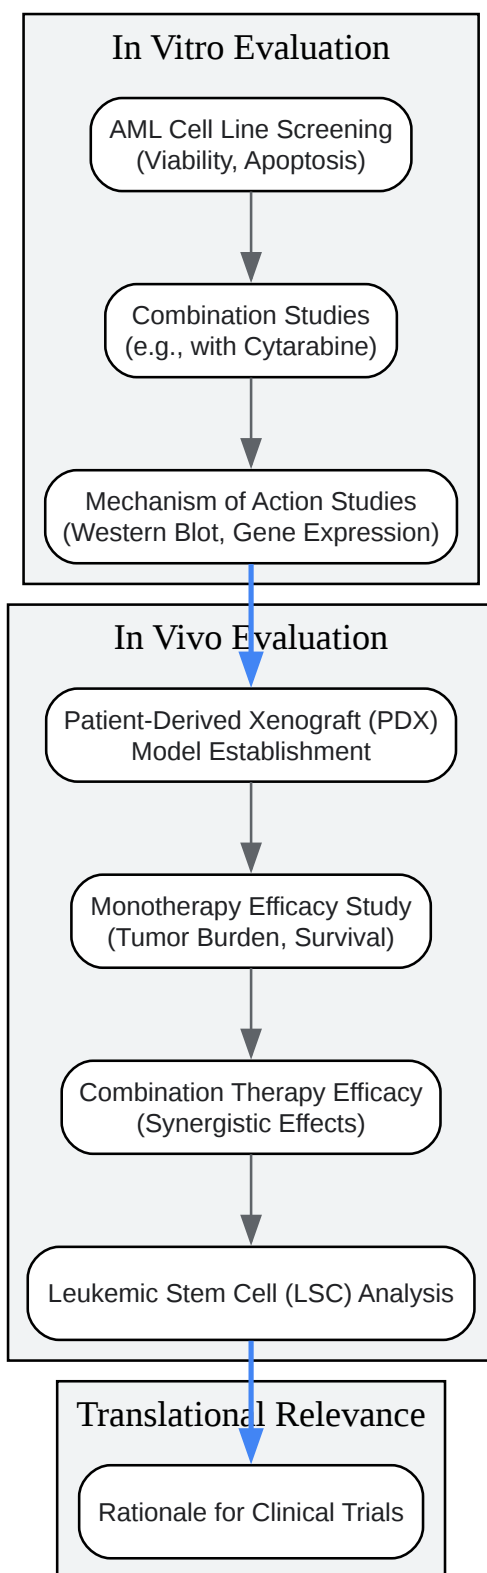 In Vitro Evaluation
AML Cell Line Screening
(Viability, Apoptosis)
Combination Studies
(e.g., with Cytarabine)
Mechanism of Action Studies
(Western Blot, Gene Expression)
In Vivo Evaluation
Patient-Derived Xenograft (PDX)
Model Establishment
Monotherapy Efficacy Study
(Tumor Burden, Survival)
Combination Therapy Efficacy
(Synergistic Effects)
Leukemic Stem Cell (LSC) Analysis
Translational Relevance
Rationale for Clinical Trials